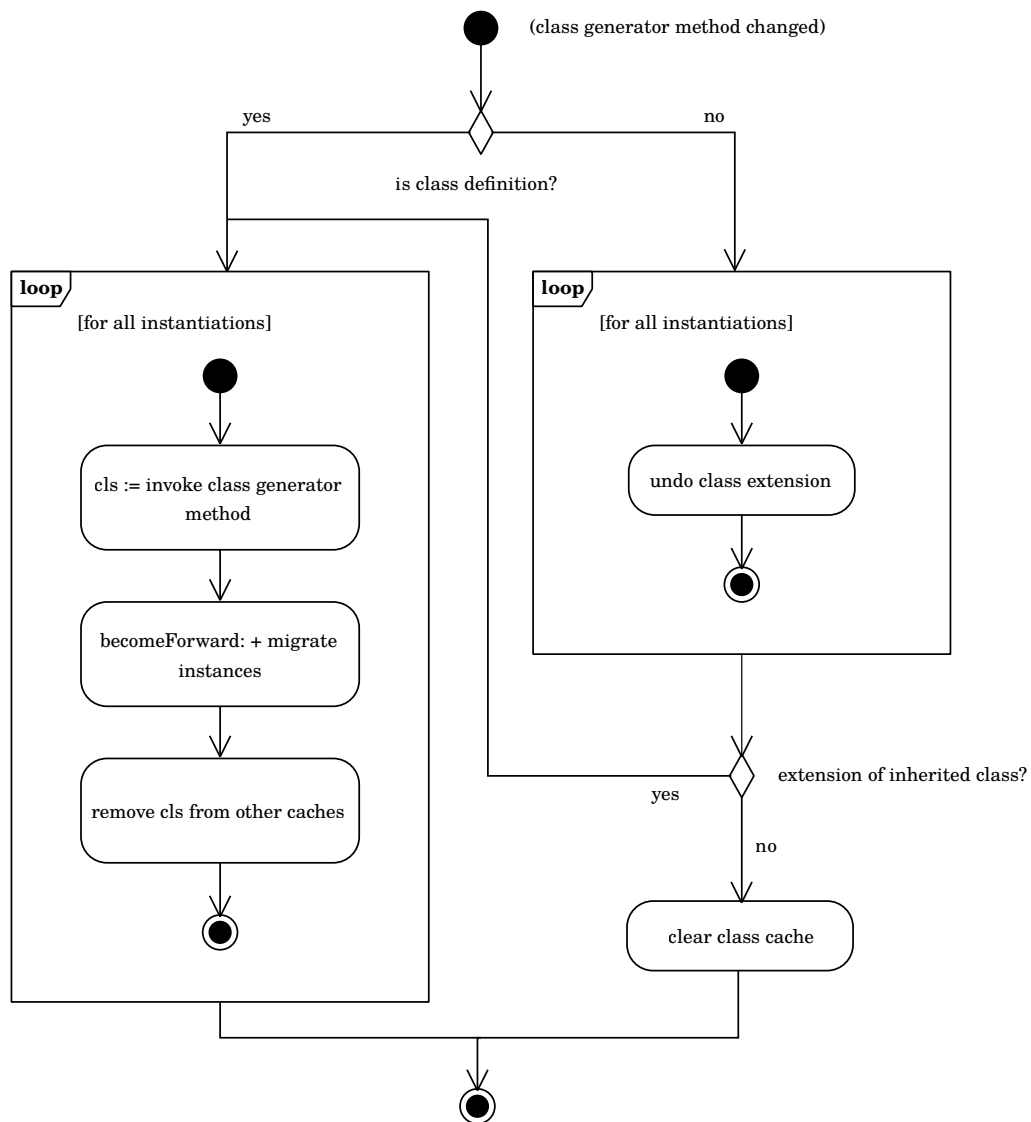 (class generator method changed)
yes
no
is class definition?
loop
[for all instantiations]
cls := invoke class generator
method
becomeForward: + migrate
instances
remove cls from other caches
loop
[for all instantiations]
undo class extension
extension of inherited class?
yes
no
clear class cache